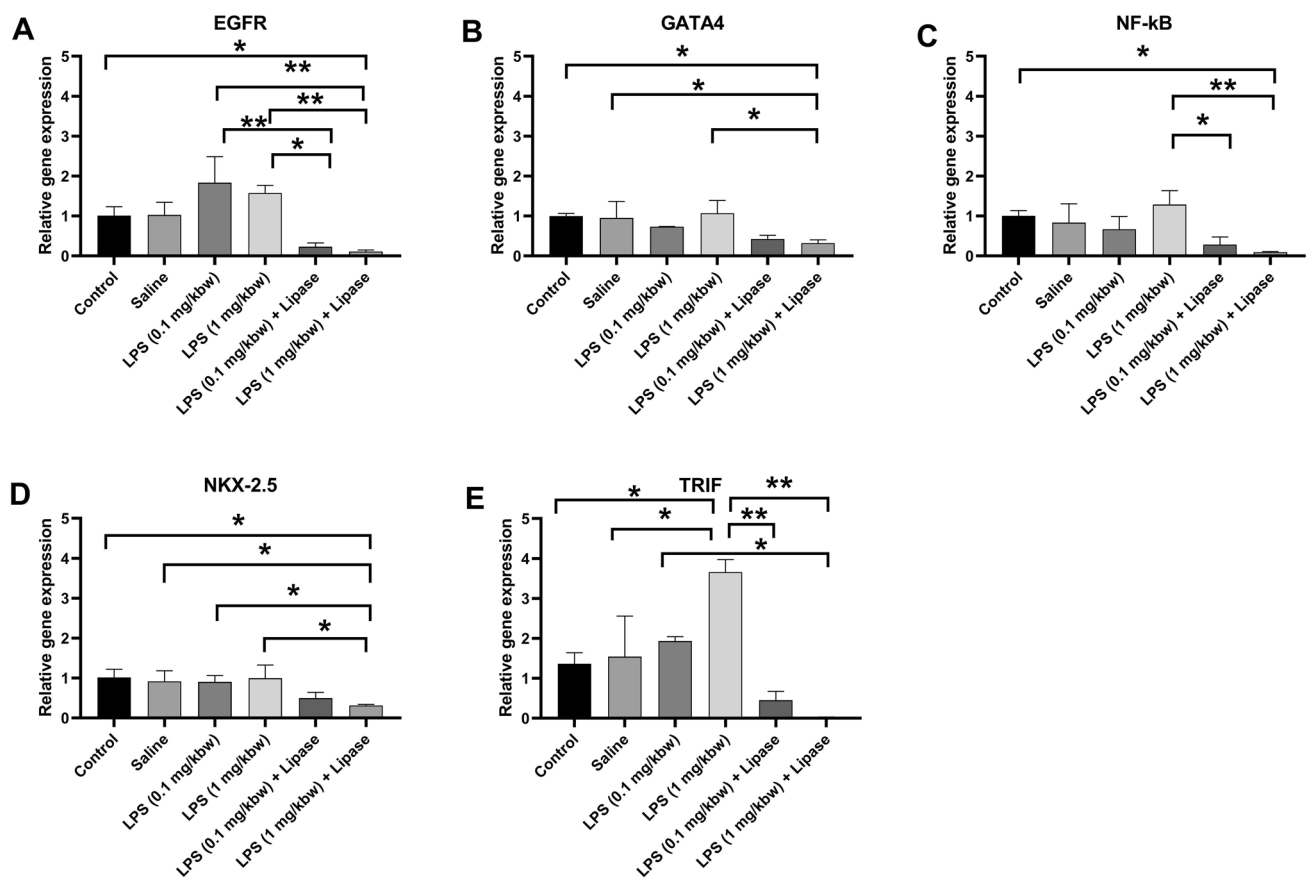 A
EGFR
Relative gene expression
5
4
3
2
1
0
*
**
**
**
*
Control
Saline
LPS (0.1 mg/kbw)
LPS (1 mg/kbw)
LPS (0.1 mg/kbw) + Lipase
LPS (1 mg/kbw) + Lipase
B
GATA4
Relative gene expression
5
4
3
2
1
0
*
*
*
Control
Saline
LPS (0.1 mg/kbw)
LPS (1 mg/kbw)
LPS (0.1 mg/kbw) + Lipase
LPS (1 mg/kbw) + Lipase
C
NF-kB
Relative gene expression
5
4
3
2
1
0
*
**
*
Control
Saline
LPS (0.1 mg/kbw)
LPS (1 mg/kbw)
LPS (0.1 mg/kbw) + Lipase
LPS (1 mg/kbw) + Lipase
D
NKX-2.5
Relative gene expression
5
4
3
2
1
0
*
*
*
*
Control
Saline
LPS (0.1 mg/kbw)
LPS (1 mg/kbw)
LPS (0.1 mg/kbw) + Lipase
LPS (1 mg/kbw) + Lipase
E
TRIF
Relative gene expression
5
4
3
2
1
0
*
**
*
**
*
Control
Saline
LPS (0.1 mg/kbw)
LPS (1 mg/kbw)
LPS (0.1 mg/kbw) + Lipase
LPS (1 mg/kbw) + Lipase